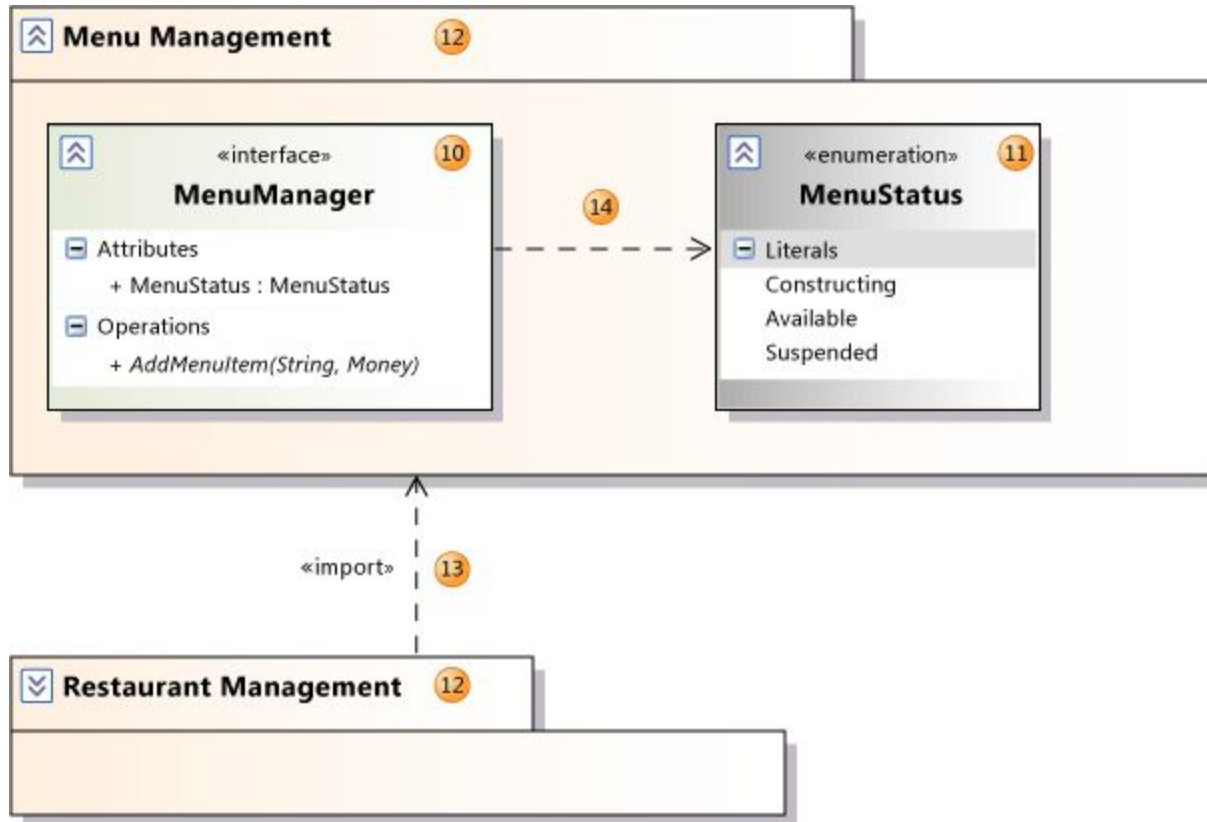 Menu Management 12
«interface» 10
MenuManager
Attributes
+ MenuStatus : MenuStatus
Operations
+ AddMenuItem(String, Money)
14
«enumeration» 11
MenuStatus
Literals
Constructing
Available
Suspended
«import» 13
Restaurant Management 12